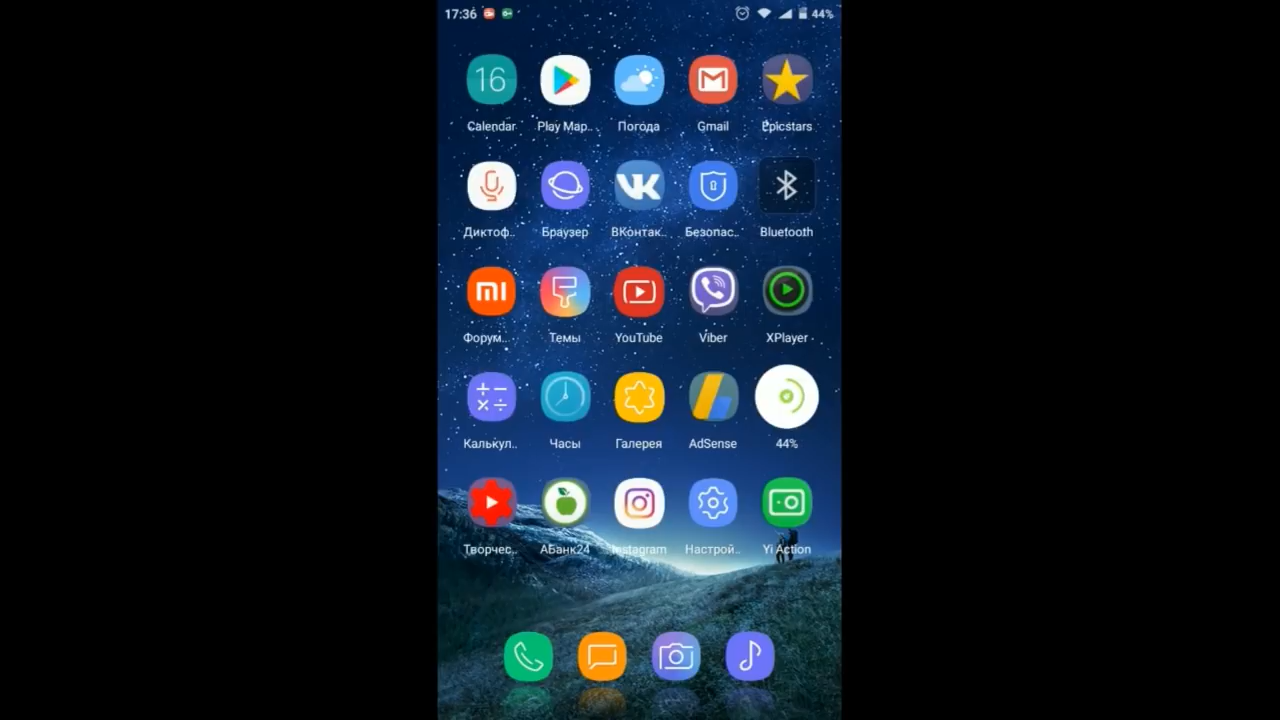 17:36 44%
16
Calendar Play Мар.. Погода Gmail Epicstars
Диктоф.. Браузер ВКонтак.. Безопас.. Bluetooth
Форум.. Темы YouTube Viber XPlayer
Калькул.. Часы Галерея AdSense 44%
Творчес.. АБанк24 Instagram Настрой.. Yi Action